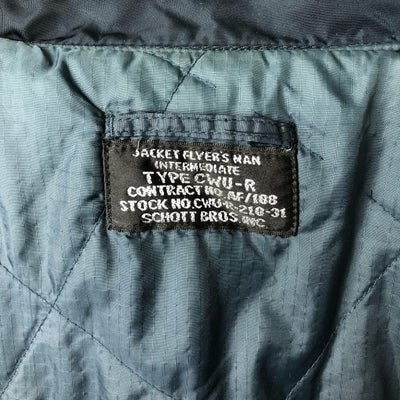 JACKET FLYER'S MAN
INTERMEDIATE
TYPE CWU-R
CONTRACT NO. AF/188
STOCK NO. CWU-R-210-31
SCHOTT BROS. INC